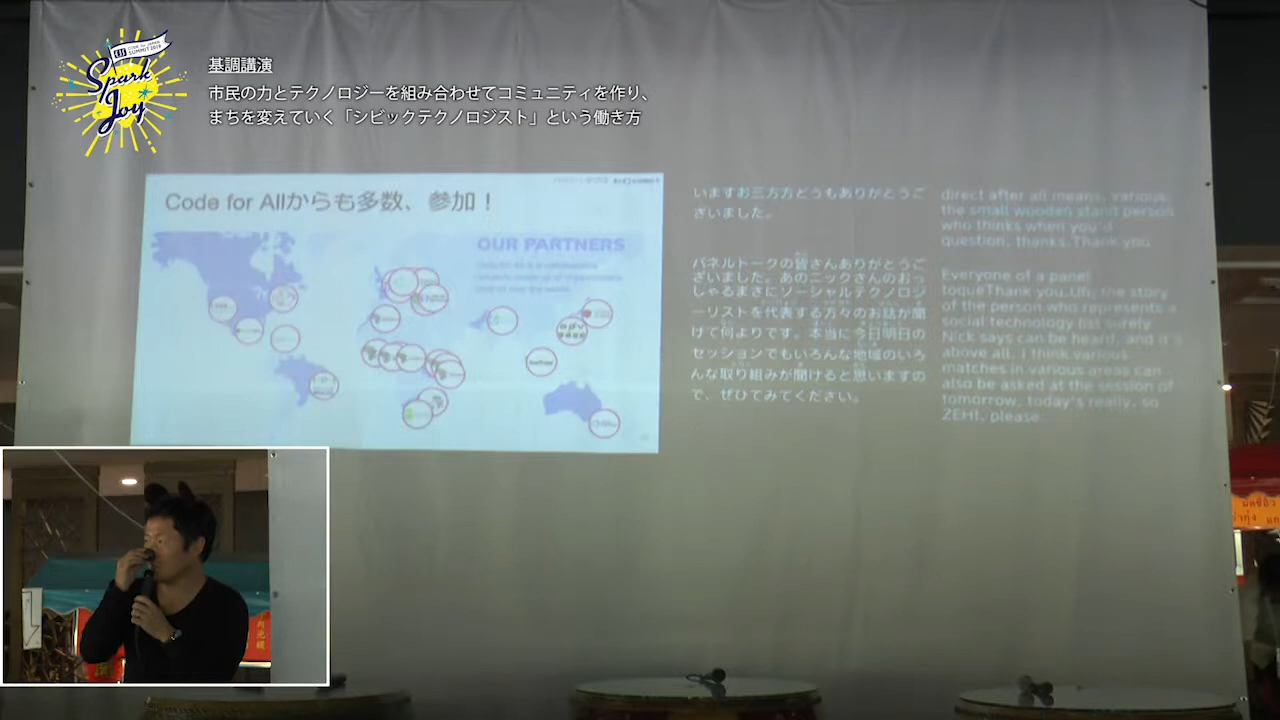 CODE for JAPAN
SUMMIT2019
Spark
Joy
基調講演
市民の力とテクノロジーを組み合わせてコミュニティを作り、
まちを変えていく「シビックテクノロジスト」という働き方
Code for Allからも多数、参加！
OUR PARTNERS
いますお三方方どうもありがとうご
ざいました。
パネルトークの皆さんありがとうご
ざいました。あのニックさんのおっ
しゃるまさにソーシャルテクノロジ
ーリストを代表する方々のお話が聞
けて何よりです。本当に今日明日の
セッションでもいろんな地域のいろ
んな取り組みが聞けると思いますの
で、ぜひてみてください。
direct after all means, various
the small wooden stand person
who thinks when you'd
question, thanks.Thank you
Everyone of a panel
toqueThank you.Uh, the story
of the person who represents a
social technology list surely
Nick says can be heard, and it's
above all. I think various
matches in various areas can
also be asked at the session of
tomorrow, today's really, so
ZEHI, please.